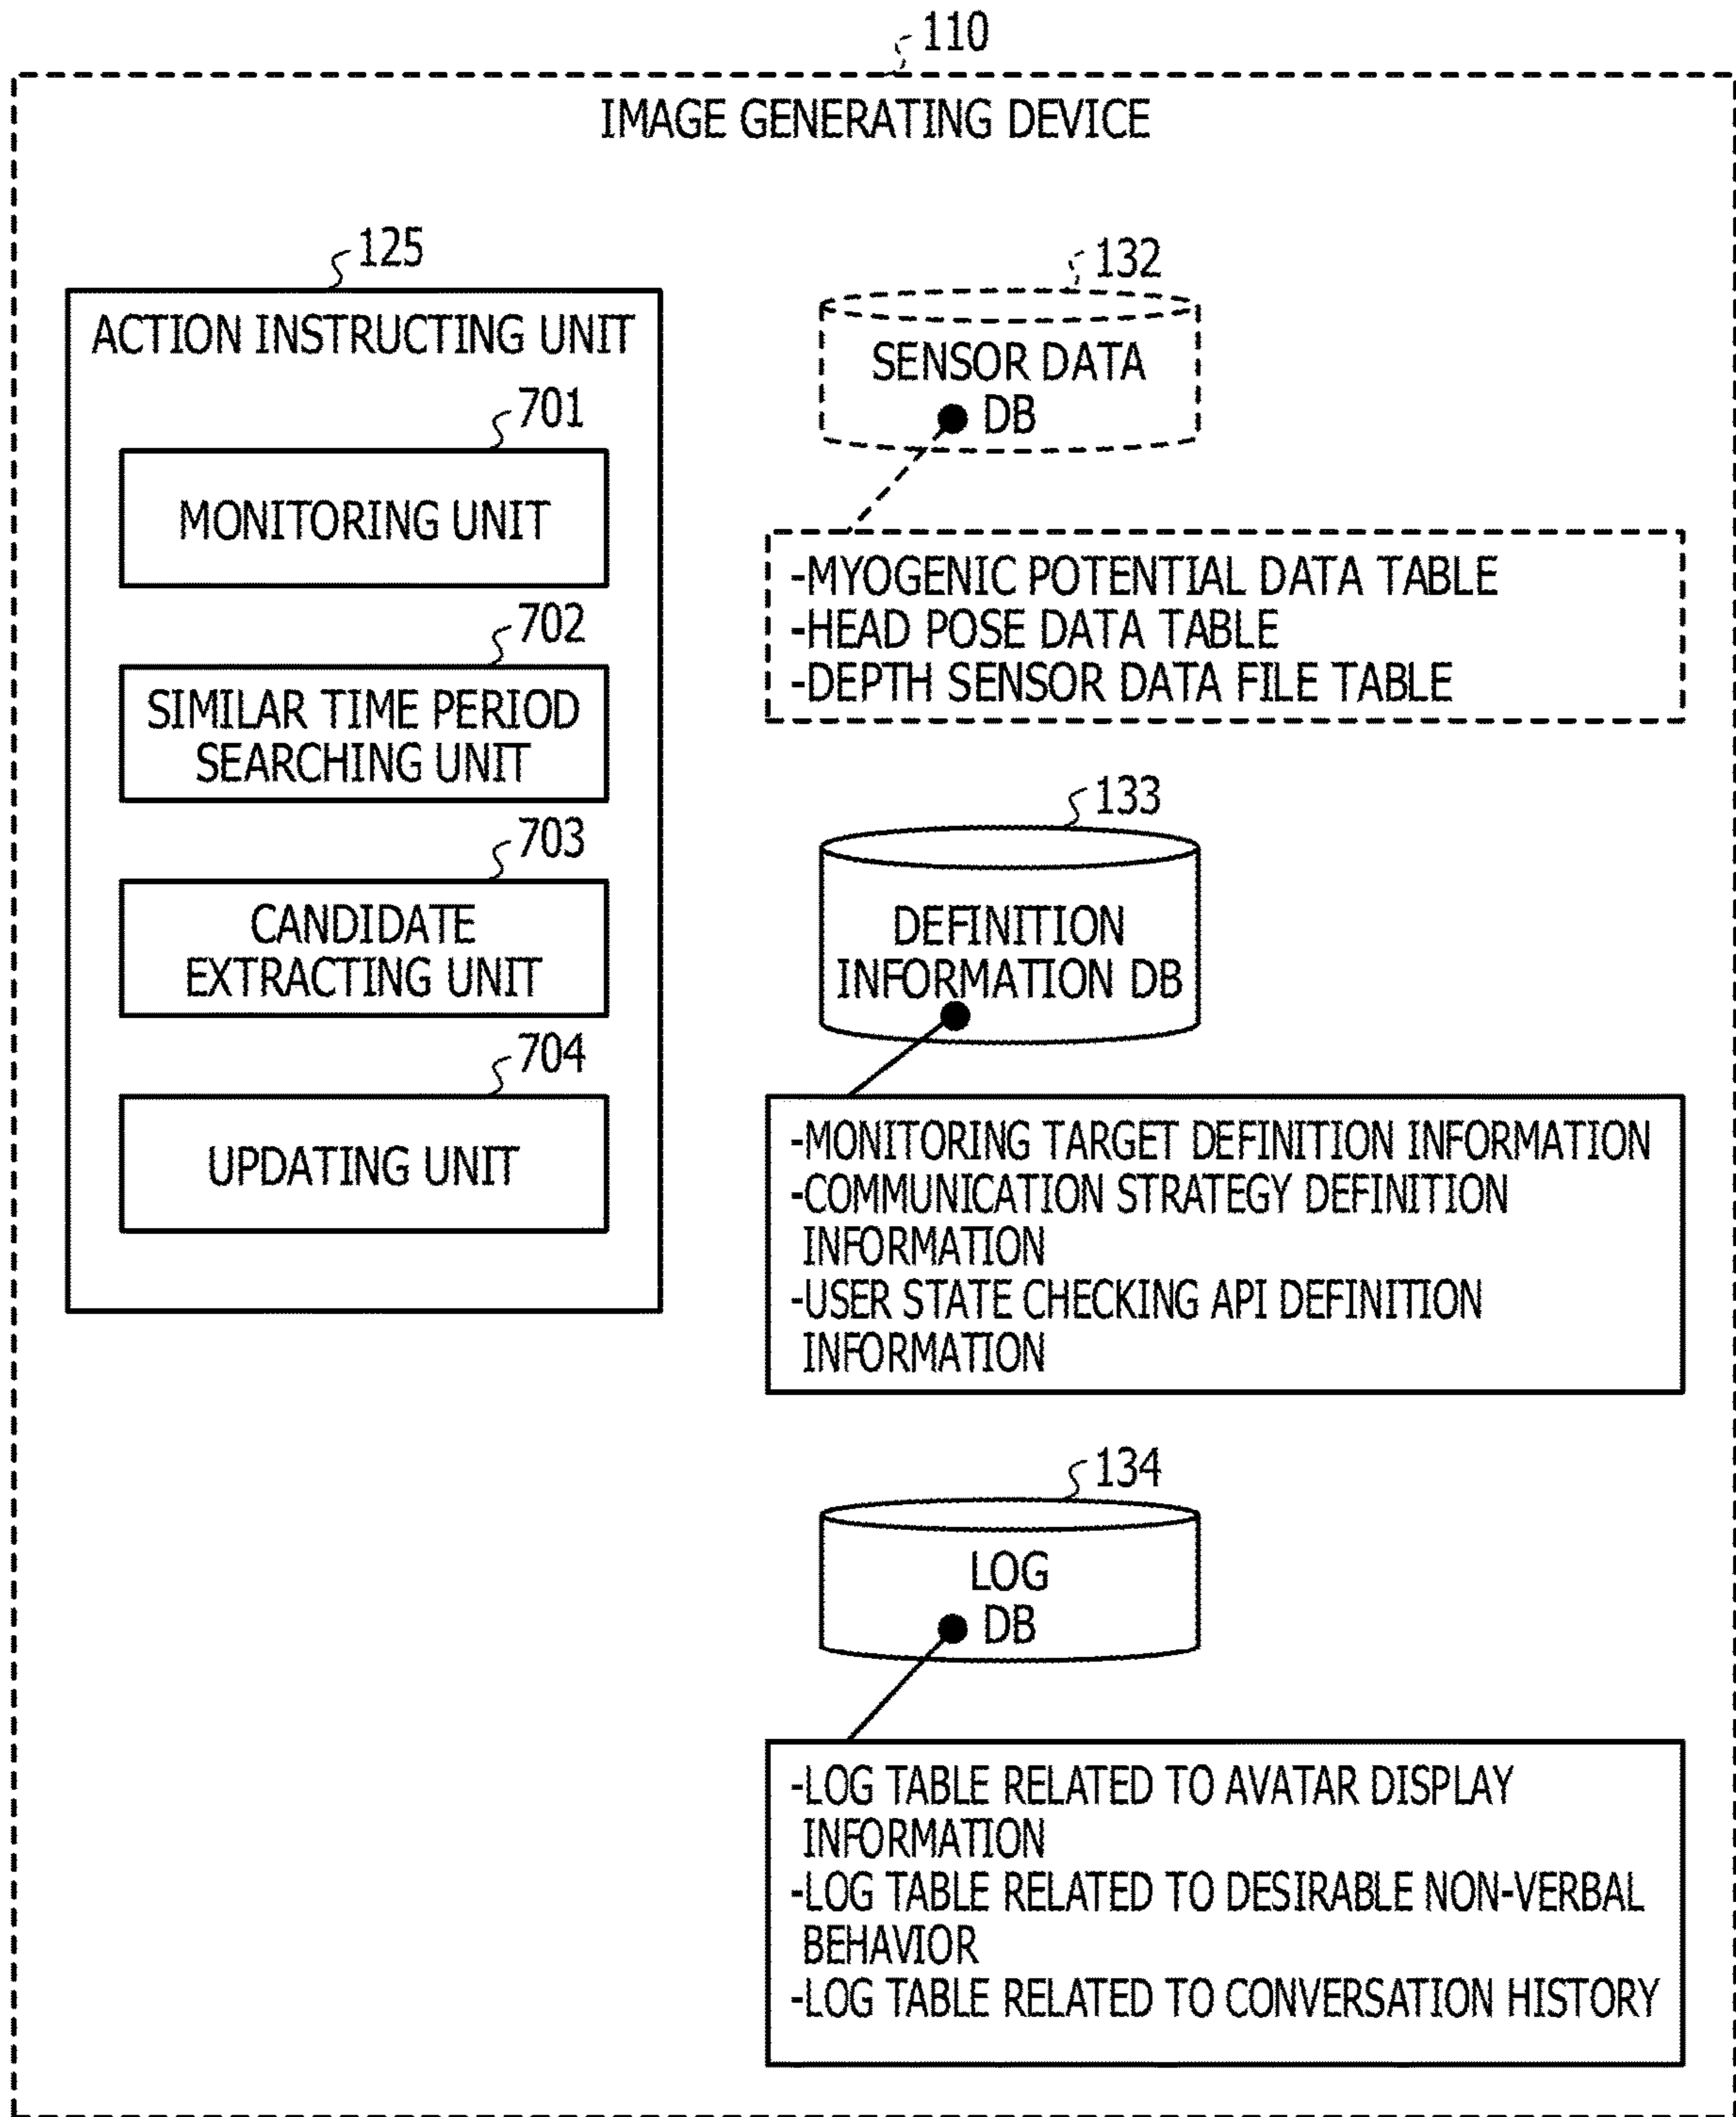 110
IMAGE GENERATING DEVICE
125
ACTION INSTRUCTING UNIT
701
MONITORING UNIT
702
SIMILAR TIME PERIOD
SEARCHING UNIT
703
CANDIDATE
EXTRACTING UNIT
704
UPDATING UNIT
132
SENSOR DATA
DB
-MYOGENIC POTENTIAL DATA TABLE
-HEAD POSE DATA TABLE
-DEPTH SENSOR DATA FILE TABLE
133
DEFINITION
INFORMATION DB
-MONITORING TARGET DEFINITION INFORMATION
-COMMUNICATION STRATEGY DEFINITION
INFORMATION
-USER STATE CHECKING API DEFINITION
INFORMATION
134
LOG
DB
-LOG TABLE RELATED TO AVATAR DISPLAY
INFORMATION
-LOG TABLE RELATED TO DESIRABLE NON-VERBAL
BEHAVIOR
-LOG TABLE RELATED TO CONVERSATION HISTORY